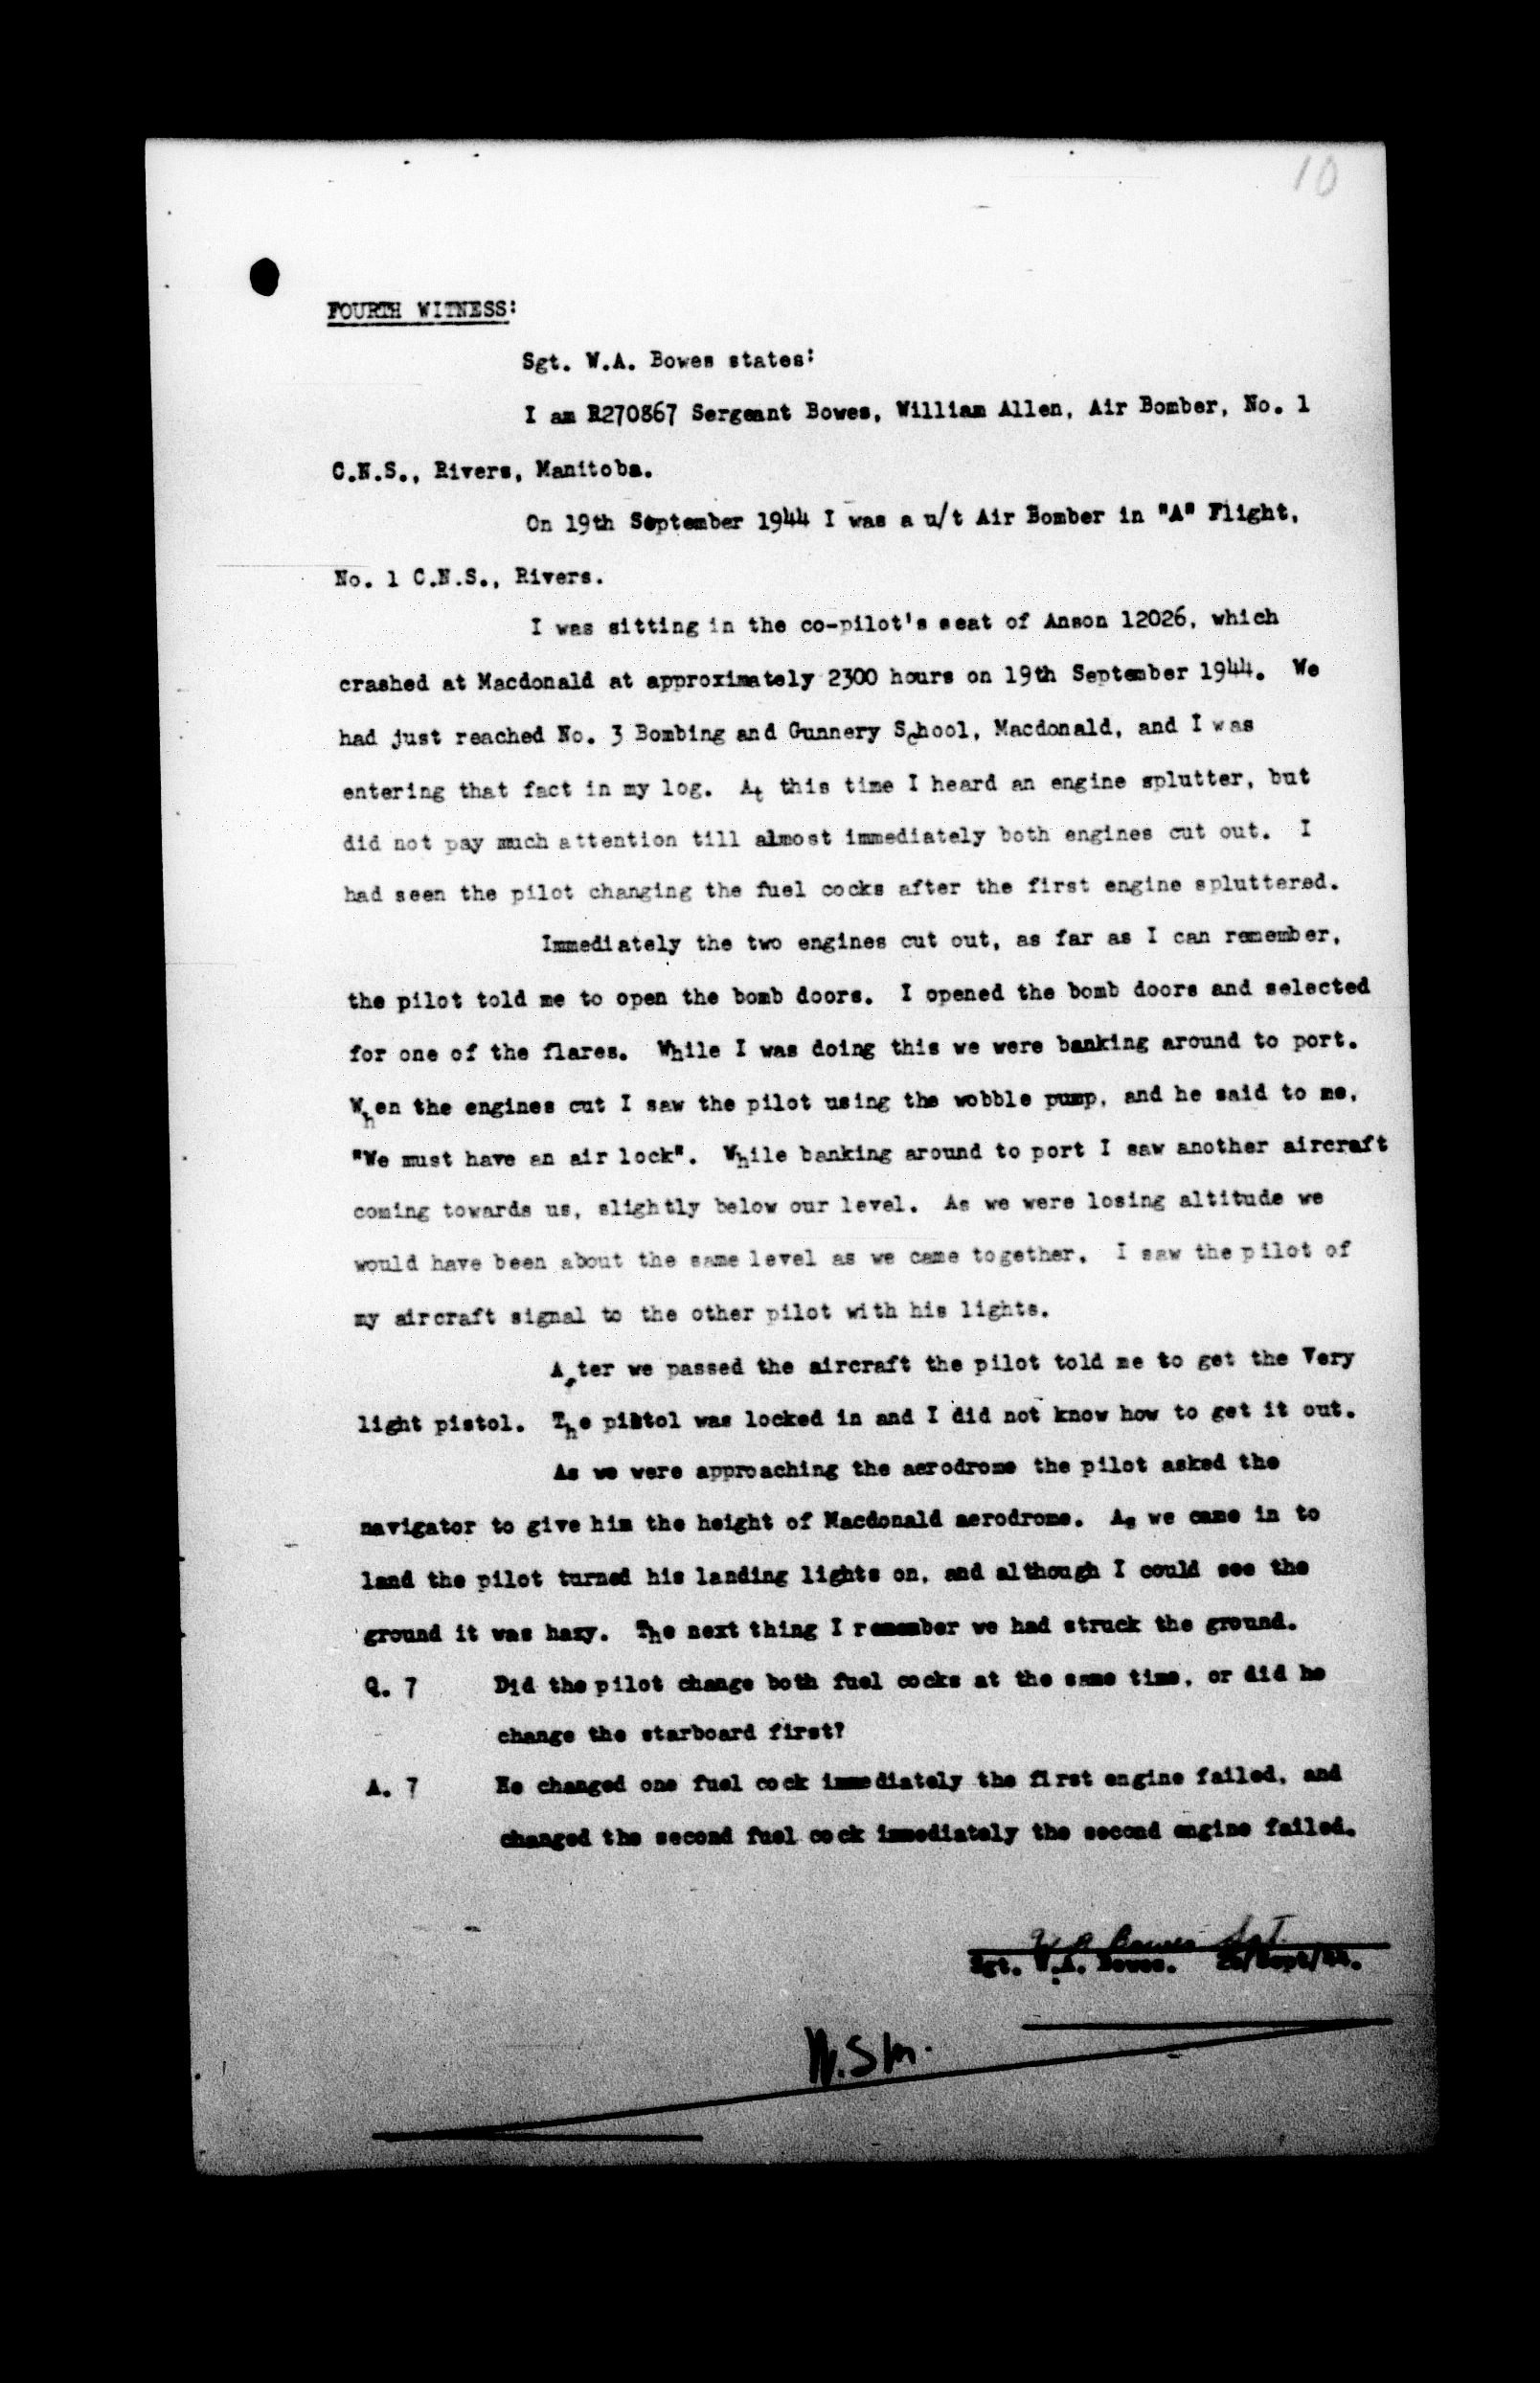 10
FOURTH WITNESS:
Sgt. W.A. Bowes states:
I am R270867 Sergeant Bowes, William Allen, Air Bomber, No. 1
C.N.S., Rivers, Manitoba.
On 19th September 1944 I was a u/t Air Bomber in "A" Flight,
No. 1 C.N.S., Rivers.
I was sitting in the co-pilot's seat of Anson 12026, which
crashed at Macdonald at approximately 2300 hours on 19th September 1944. We
had just reached No. 3 Bombing and Gunnery School, Macdonald, and I was
entering that fact in my log. At this time I heard an engine splutter, but
did not pay much attention till almost immediately both engines cut out. I
had seen the pilot changing the fuel cocks after the first engine spluttered.
Immediately the two engines cut out, as far as I can remember,
the pilot told me to open the bomb doors. I opened the bomb doors and selected
for one of the flares. While I was doing this we were banking around to port.
When the engines cut I saw the pilot using the wobble pump, and he said to me,
"We must have an air lock". While banking around to port I saw another aircraft
coming towards us, slightly below our level. As we were losing altitude we
would have been about the same level as we came together. I saw the pilot of
my aircraft signal to the other pilot with his lights.
After we passed the aircraft the pilot told me to get the Very
light pistol. The pistol was locked in and I did not know how to get it out.
As we were approaching the aerodrome the pilot asked the
navigator to give him the height of Macdonald aerodrome. As we came in to
land the pilot turned his landing lights on, and although I could see the
ground it was hazy. The next thing I remember we had struck the ground.
Q. 7 Did the pilot change both fuel cocks at the same time, or did he
change the starboard first?
A. 7 He changed one fuel cock immediately the first engine failed, and
changed the second fuel cock immediately the second engine failed.
W A Bowes Sgt.
Sgt. W.A. Bowes. /Sept/44.
W.S.M.